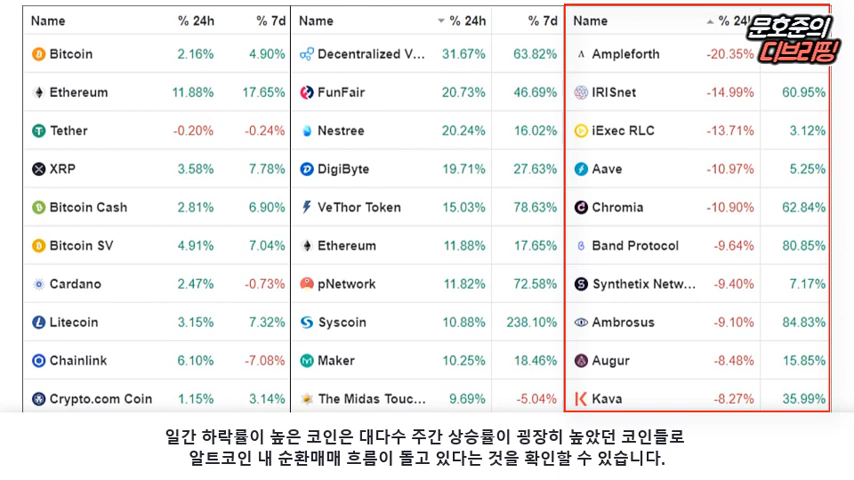 Name % 24h % 7d
Bitcoin 2.16% 4.90%
Ethereum 11.88% 17.65%
Tether -0.20% -0.24%
XRP 3.58% 7.78%
Bitcoin Cash 2.81% 6.90%
Bitcoin SV 4.91% 7.04%
Cardano 2.47% -0.73%
Litecoin 3.15% 7.32%
Chainlink 6.10% -7.08%
Crypto.com Coin 1.15% 3.14%
Name % 24h % 7d
Decentralized V... 31.67% 63.82%
FunFair 20.73% 46.69%
Nestree 20.24% 16.02%
DigiByte 19.71% 27.63%
VeThor Token 15.03% 78.63%
Ethereum 11.88% 17.65%
pNetwork 11.82% 72.58%
Syscoin 10.88% 238.10%
Maker 10.25% 18.46%
The Midas Touc... 9.69% -5.04%
Name % 24
Ampleforth -20.35%
IRISnet -14.99% 60.95%
iExec RLC -13.71% 3.12%
Aave -10.97% 5.25%
Chromia -10.90% 62.84%
Band Protocol -9.64% 80.85%
Synthetix Netw... -9.40% 7.17%
Ambrosus -9.10% 84.83%
Augur -8.48% 15.85%
Kava -8.27% 35.99%
문호준의
디브리핑
일간 하락률이 높은 코인은 대다수 주간 상승률이 굉장히 높았던 코인들로
알트코인 내 순환매매 흐름이 돌고 있다는 것을 확인할 수 있습니다.